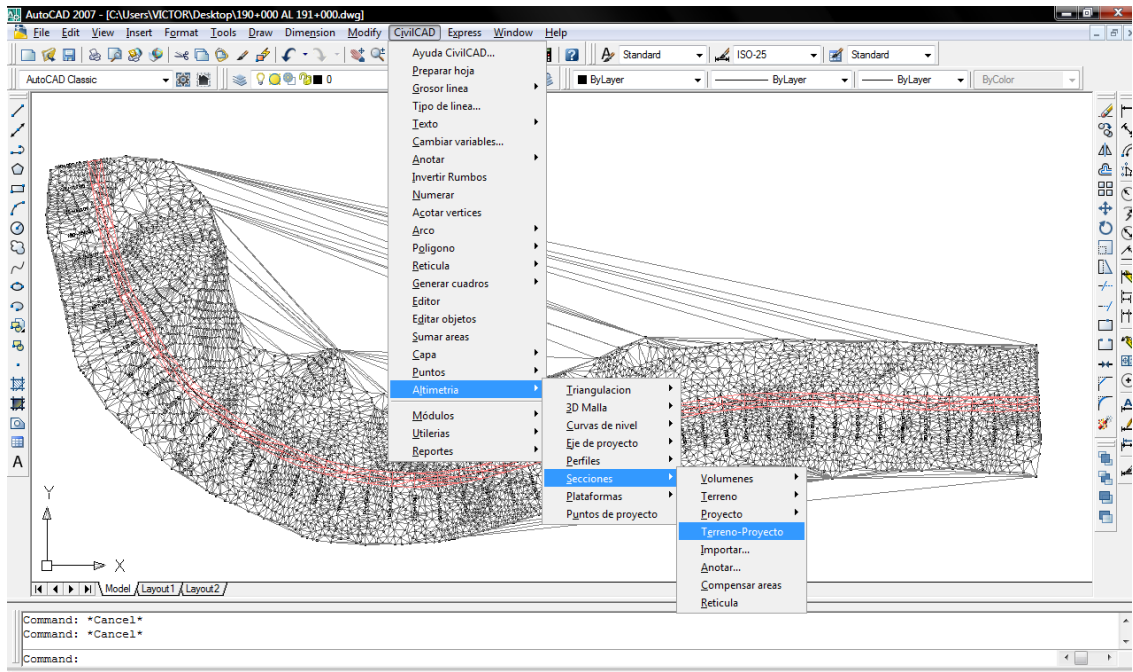 AutoCAD 2007 - [C:\Users\VICTOR\Desktop\190+000 AL 191+000.dwg]
File Edit View Insert Format Tools Draw Dimension Modify CivilCAD Express Window Help
Standard ISO-25 Standard
AutoCAD Classic 0 ByLayer ByLayer ByLayer ByColor
Ayuda CivilCAD...
Preparar hoja
Grosor linea
Tipo de linea...
Texto
Cambiar variables...
Anotar
Invertir Rumbos
Numerar
Acotar vertices
Arco
Poligono
Reticula
Generar cuadros
Editor
Editar objetos
Sumar areas
Capa
Puntos
Altimetria
Módulos
Utilerias
Reportes
Triangulacion
3D Malla
Curvas de nivel
Eje de proyecto
Perfiles
Secciones
Plataformas
Puntos de proyecto
Volumenes
Terreno
Proyecto
Terreno-Proyecto
Importar...
Anotar...
Compensar areas
Reticula
A
Y
X
Model Layout1 Layout2
Command: *Cancel*
Command: *Cancel*
Command: